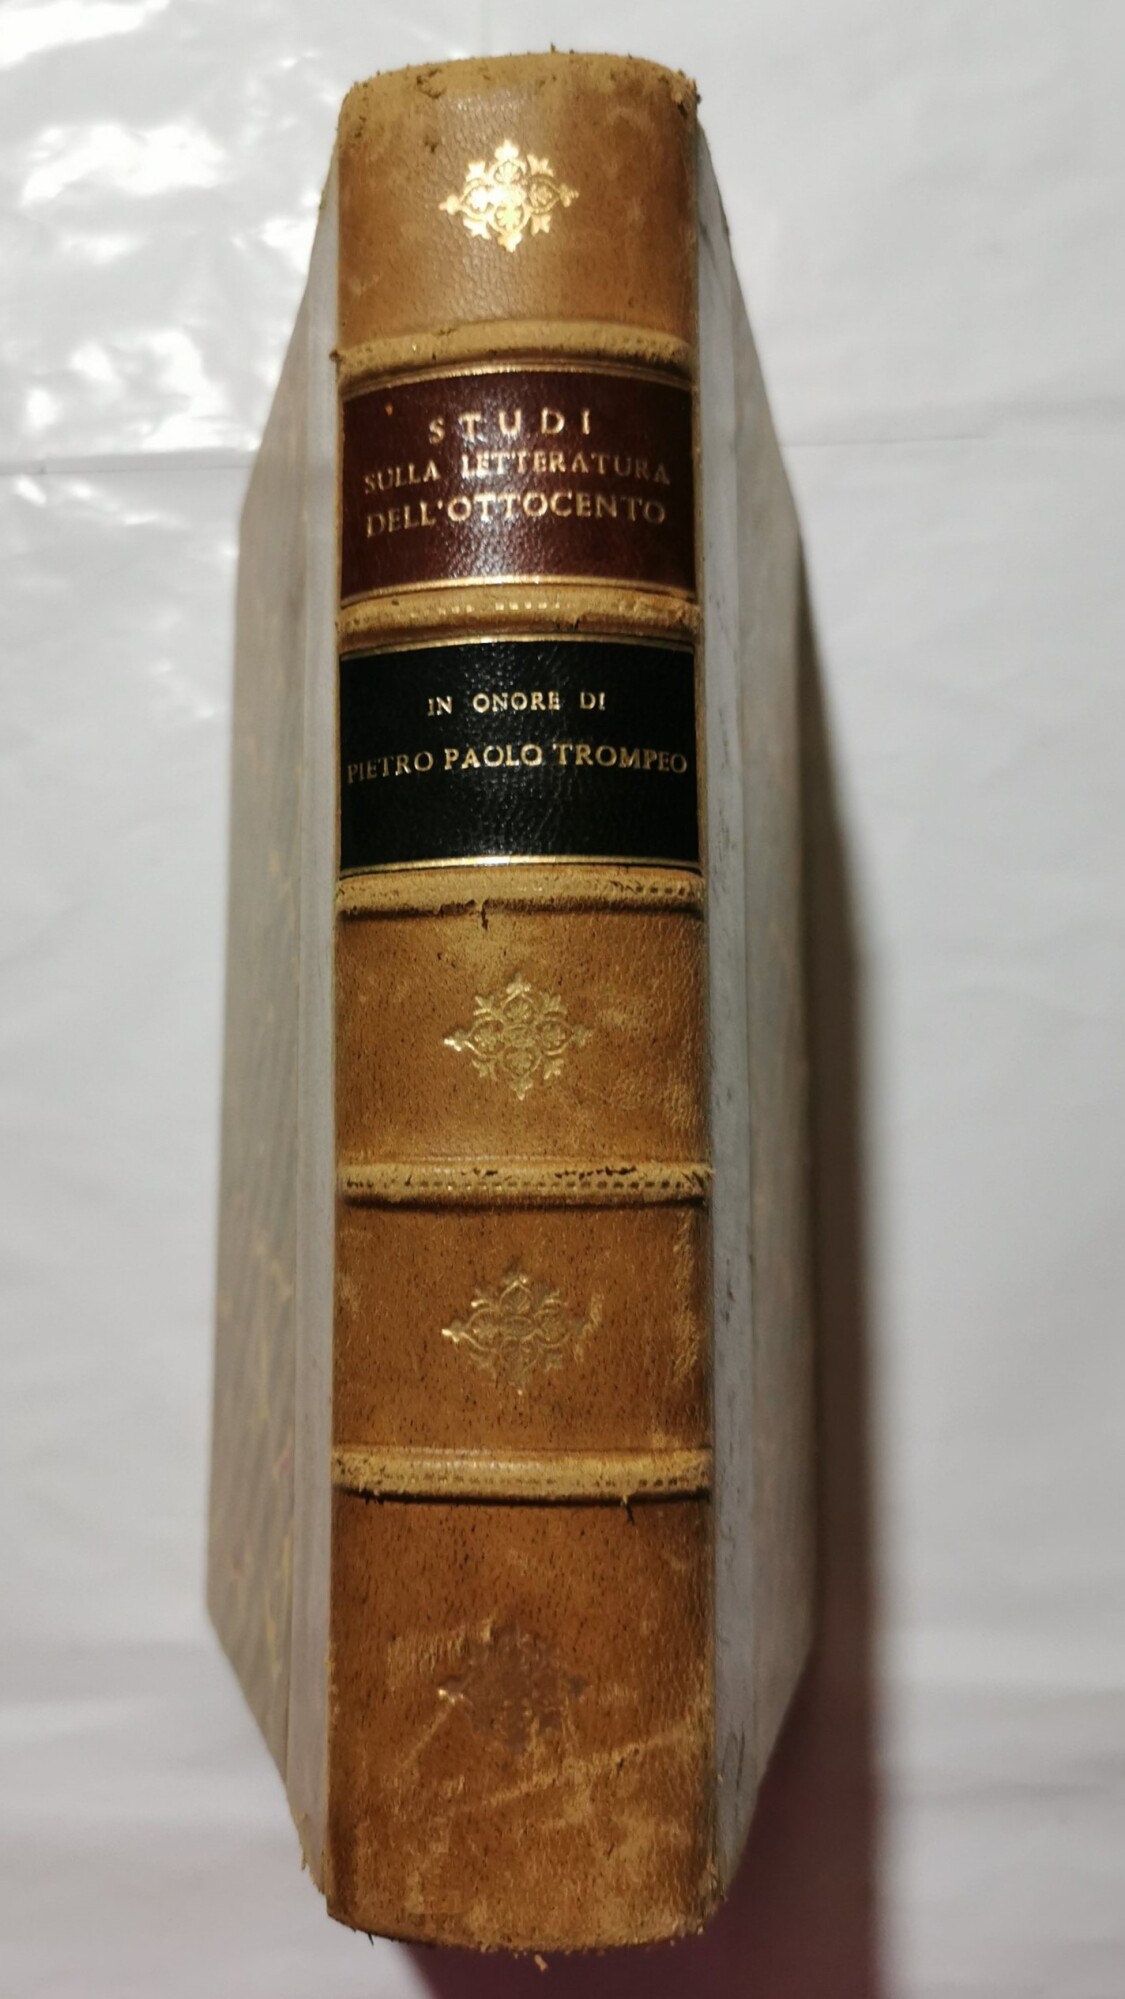 STUDI
SULLA LETTERATURA
DELL'OTTOCENTO
IN ONORE DI
PIETRO PAOLO TROMPEO